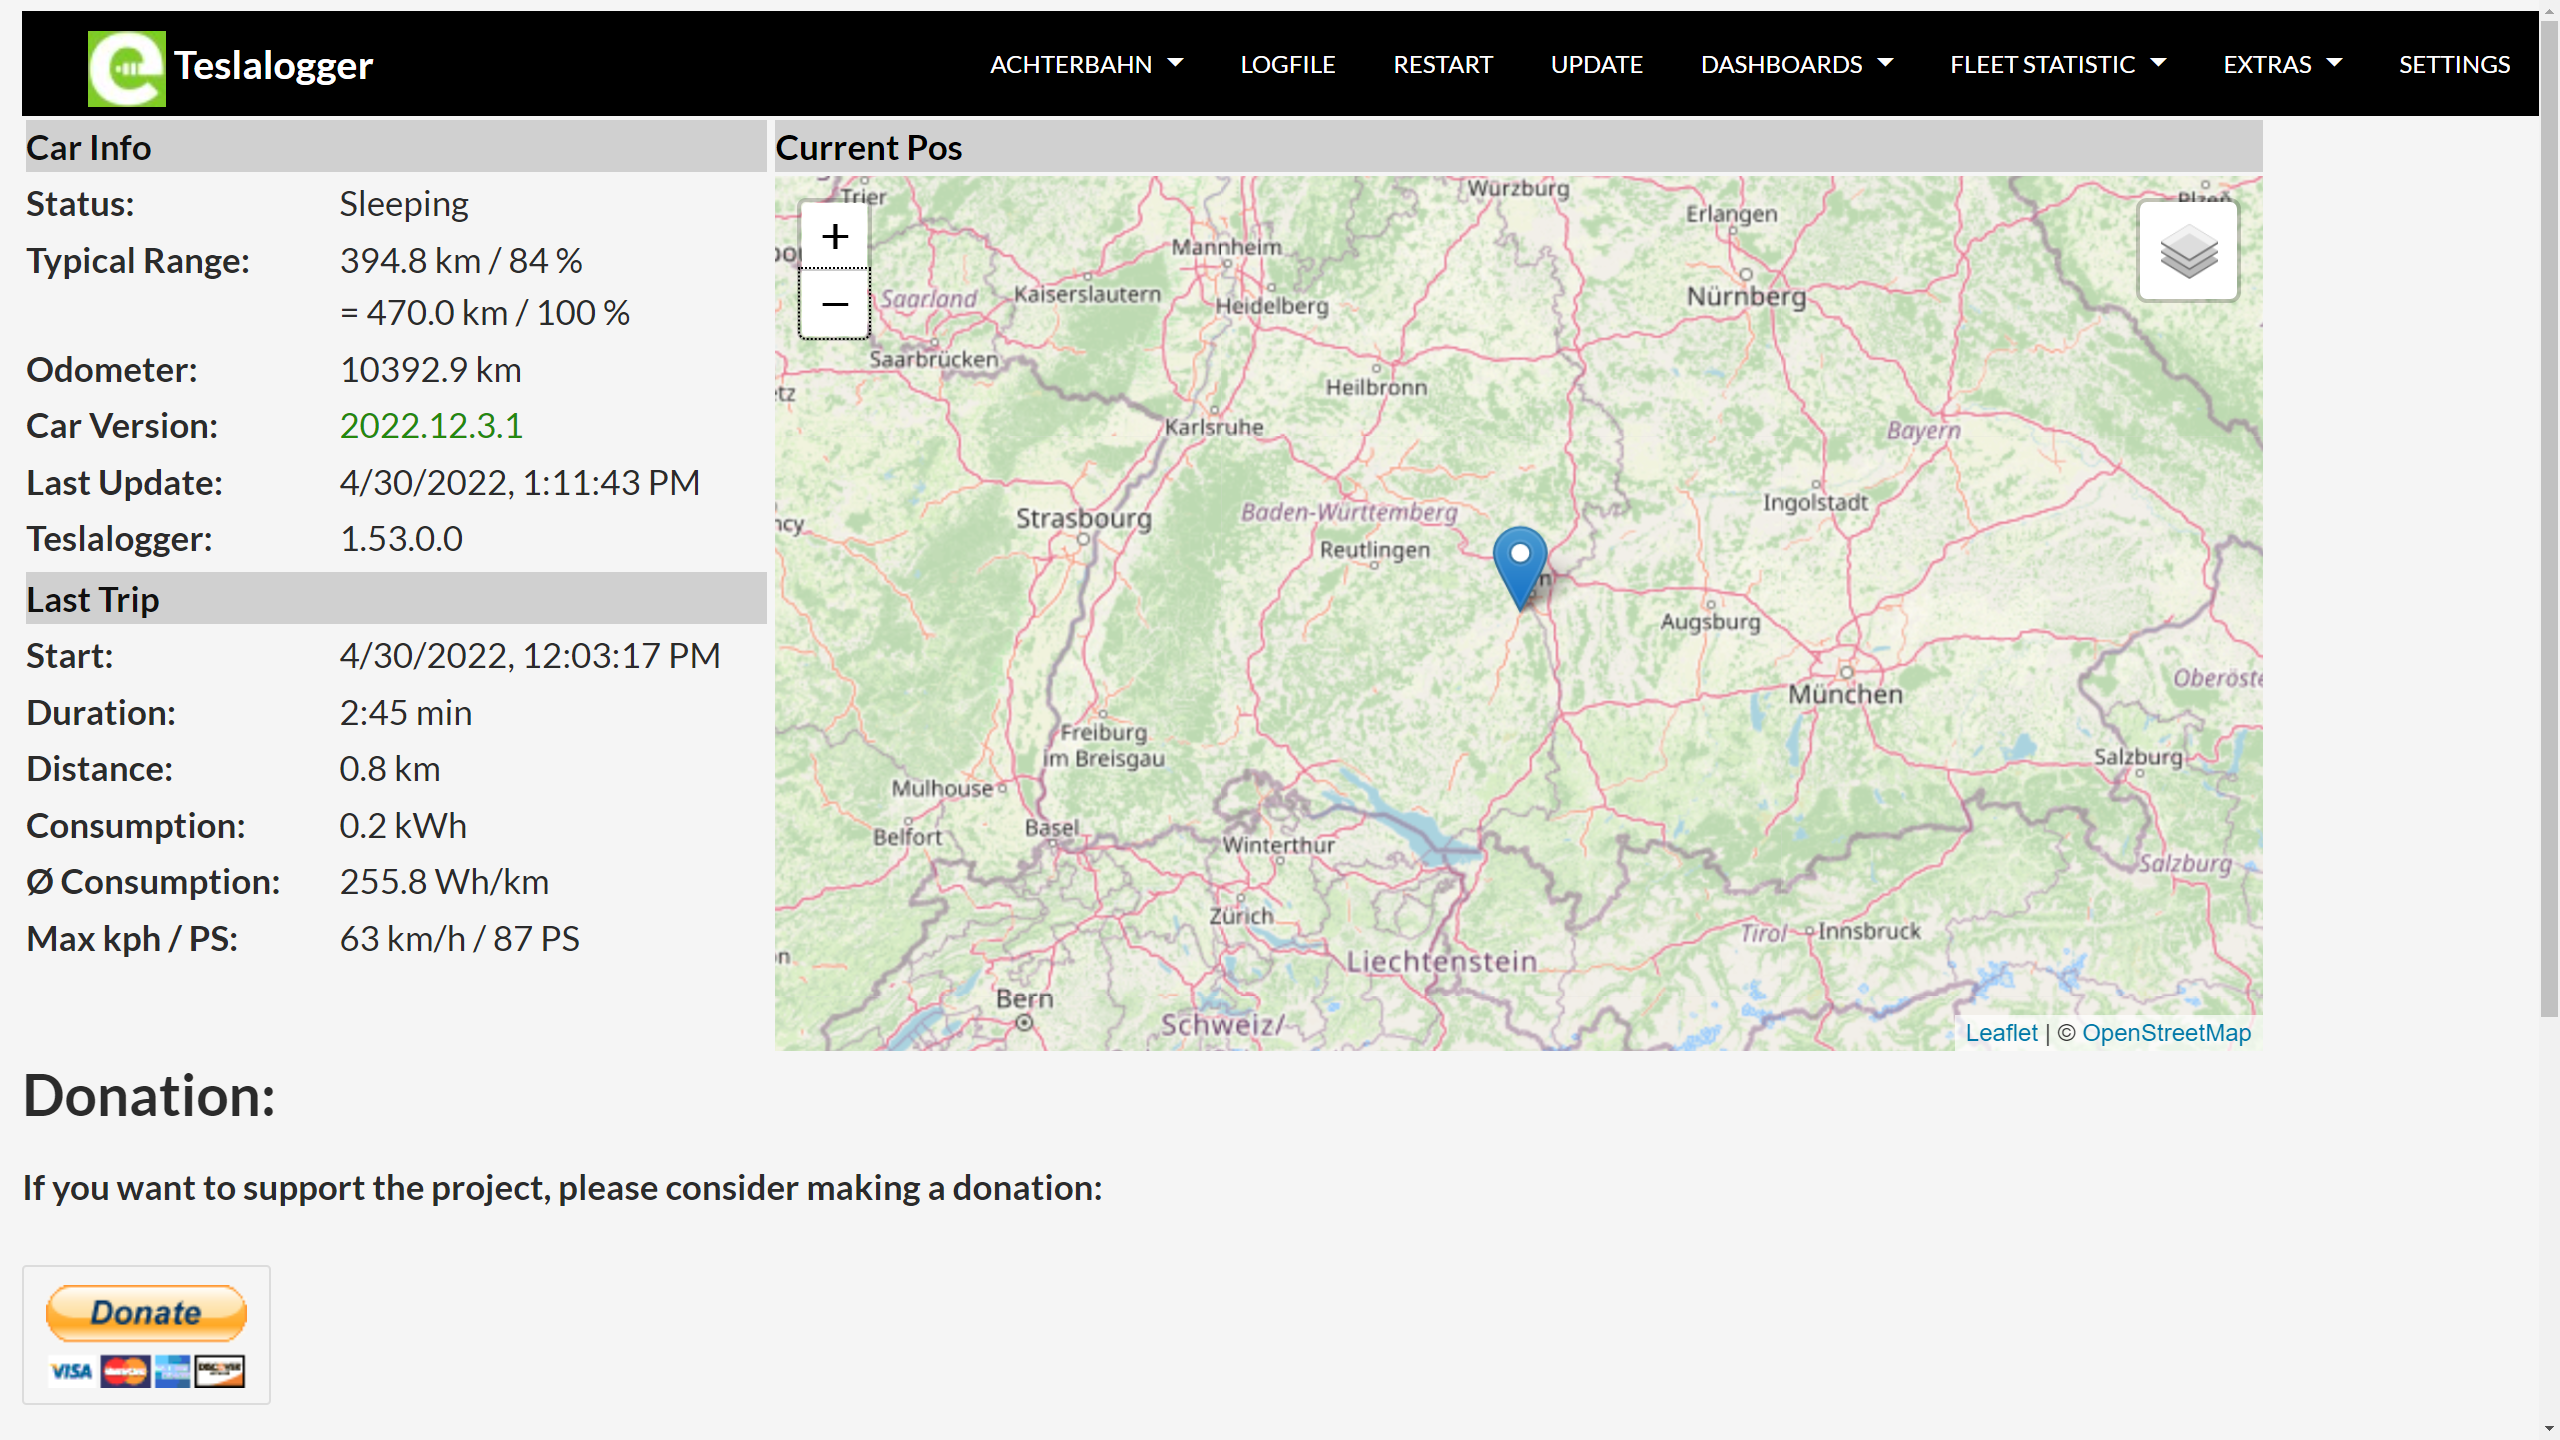 Teslalogger
ACHTERBAHN LOGFILE RESTART UPDATE DASHBOARDS FLEET STATISTIC EXTRAS SETTINGS
Car Info
Status: Sleeping
Typical Range: 394.8 km / 84 %
= 470.0 km / 100 %
Odometer: 10392.9 km
Car Version: 2022.12.3.1
Last Update: 4/30/2022, 1:11:43 PM
Teslalogger: 1.53.0.0
Last Trip
Start: 4/30/2022, 12:03:17 PM
Duration: 2:45 min
Distance: 0.8 km
Consumption: 0.2 kWh
Ø Consumption: 255.8 Wh/km
Max kph / PS: 63 km/h / 87 PS
Current Pos
+
−
Trier
Würzburg
Erlangen
Plzeň
Mannheim
Saarland
Kaiserslautern
Heidelberg
Nürnberg
Saarbrücken
Heilbronn
Karlsruhe
Bayern
Strasbourg
Baden-Württemberg
Ingolstadt
Reutlingen
Augsburg
München
Freiburg
im Breisgau
Salzburg
Mulhouse
Belfort
Basel
Winterthur
Salzburg
Zürich
Tirol
Innsbruck
Liechtenstein
Bern
Schweiz/
Leaflet | © OpenStreetMap
Donation:
If you want to support the project, please consider making a donation:
Donate
VISA
DISCOVER